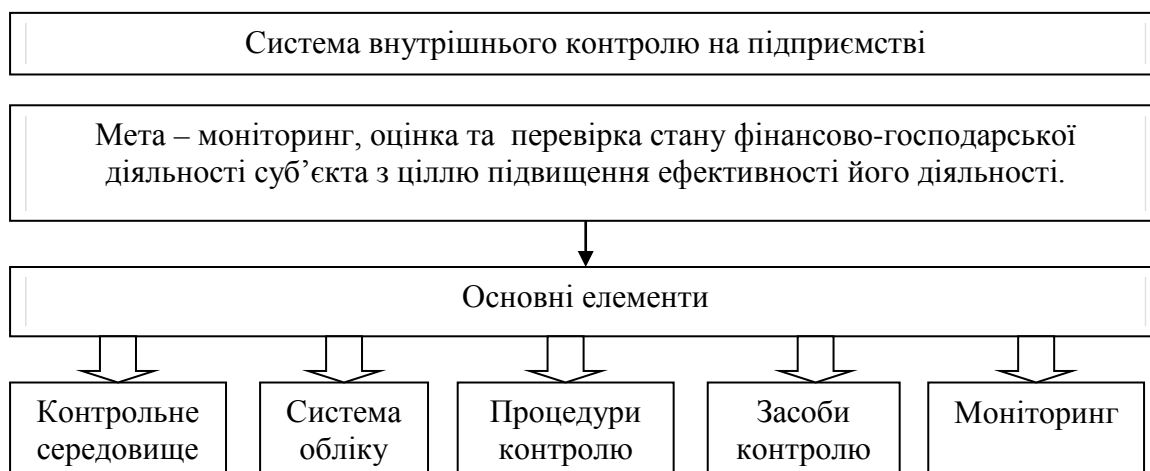 Система внутрішнього контролю на підприємстві
Мета – моніторинг, оцінка та перевірка стану фінансово-господарської
діяльності суб’єкта з ціллю підвищення ефективності його діяльності.
Основні елементи
Контрольне
середовище
Система
обліку
Процедури
контролю
Засоби
контролю
Моніторинг